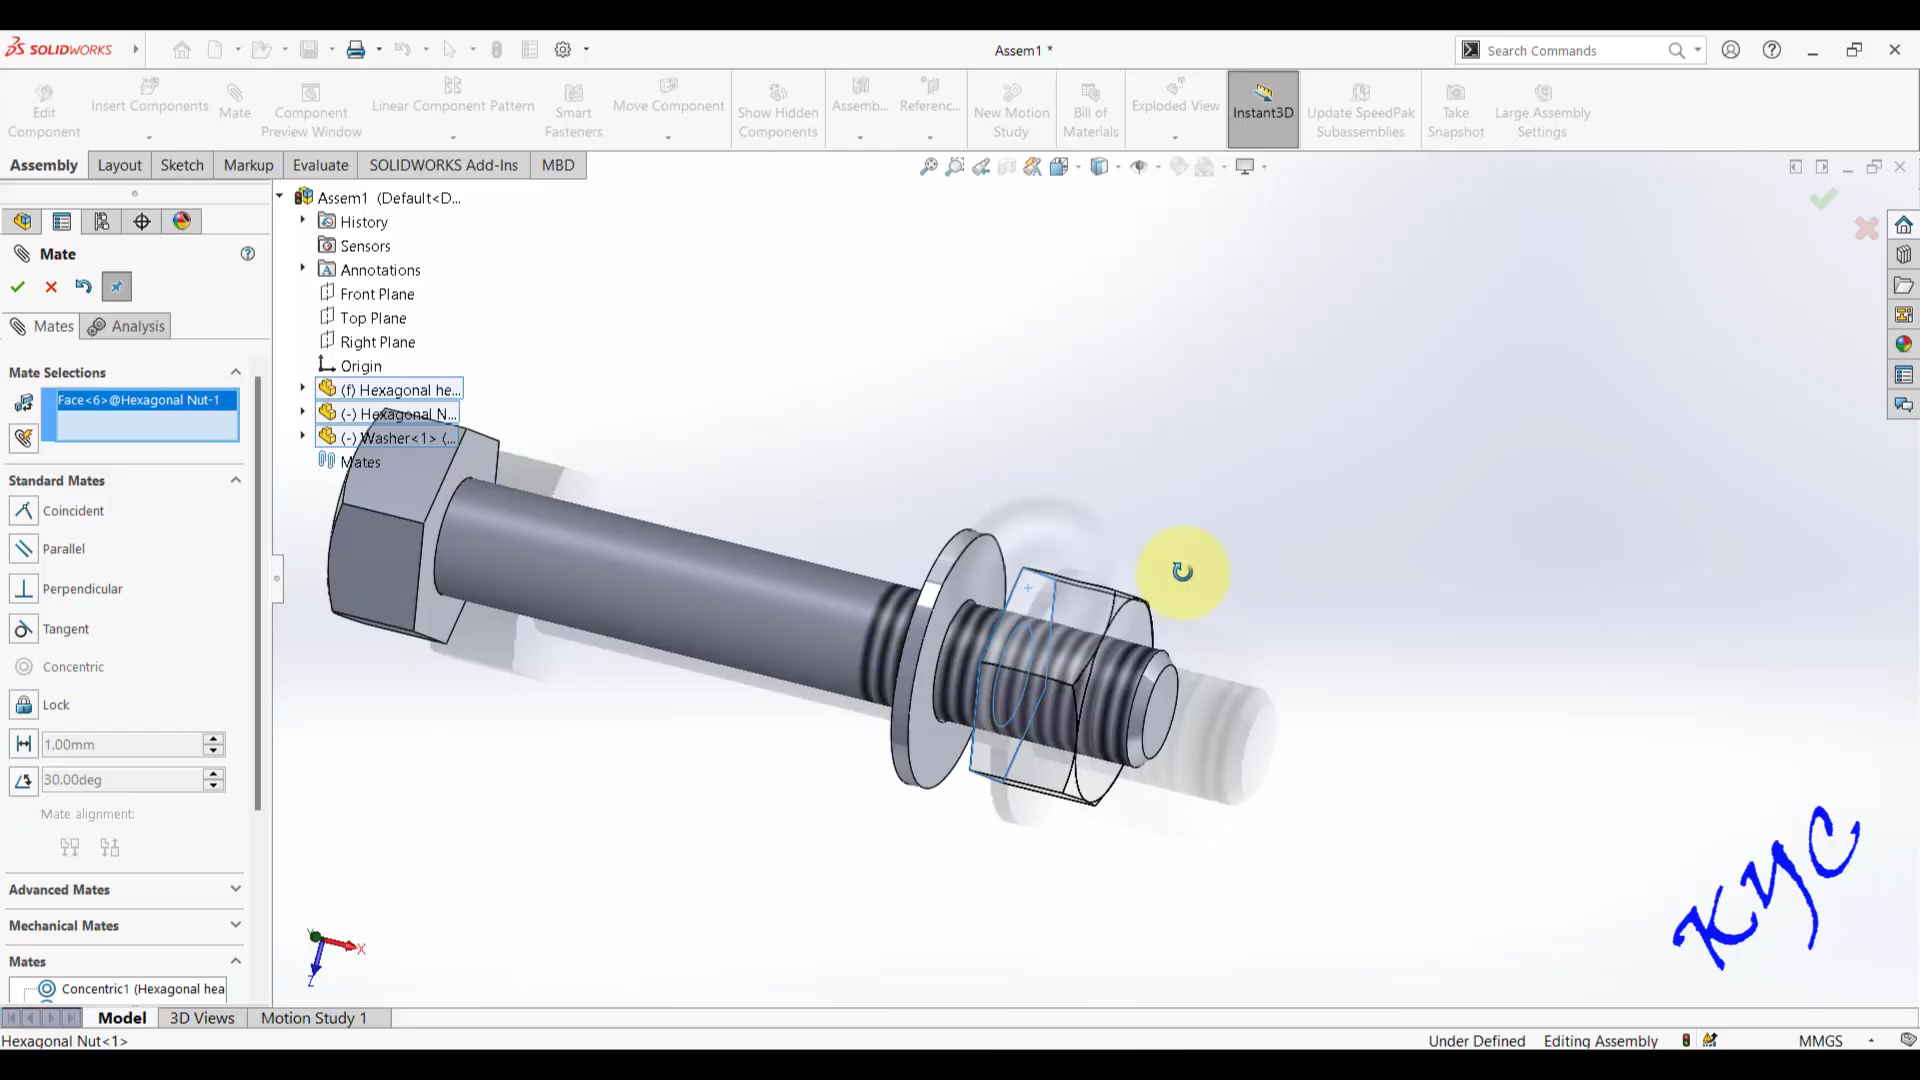 SOLIDWORKS
Assem1 *
Search Commands
Edit Component
Insert Components
Mate
Component Preview Window
Linear Component Pattern
Smart Fasteners
Move Component
Show Hidden Components
Assemb...
Referenc...
New Motion Study
Bill of Materials
Exploded View
Instant3D
Update SpeedPak Subassemblies
Take Snapshot
Large Assembly Settings
Assembly
Layout
Sketch
Markup
Evaluate
SOLIDWORKS Add-Ins
MBD
Mate
Mates
Analysis
Mate Selections
Face<6>@Hexagonal Nut-1
Standard Mates
Coincident
Parallel
Perpendicular
Tangent
Concentric
Lock
1.00mm
30.00deg
Mate alignment:
Advanced Mates
Mechanical Mates
Mates
Concentric1 (Hexagonal hea
Assem1 (Default<D...
History
Sensors
Annotations
Front Plane
Top Plane
Right Plane
Origin
(f) Hexagonal he...
(-) Hexagonal N...
(-) Washer<1> (...
Mates
Y
X
Z
KYC
Model
3D Views
Motion Study 1
Hexagonal Nut<1>
Under Defined
Editing Assembly
MMGS